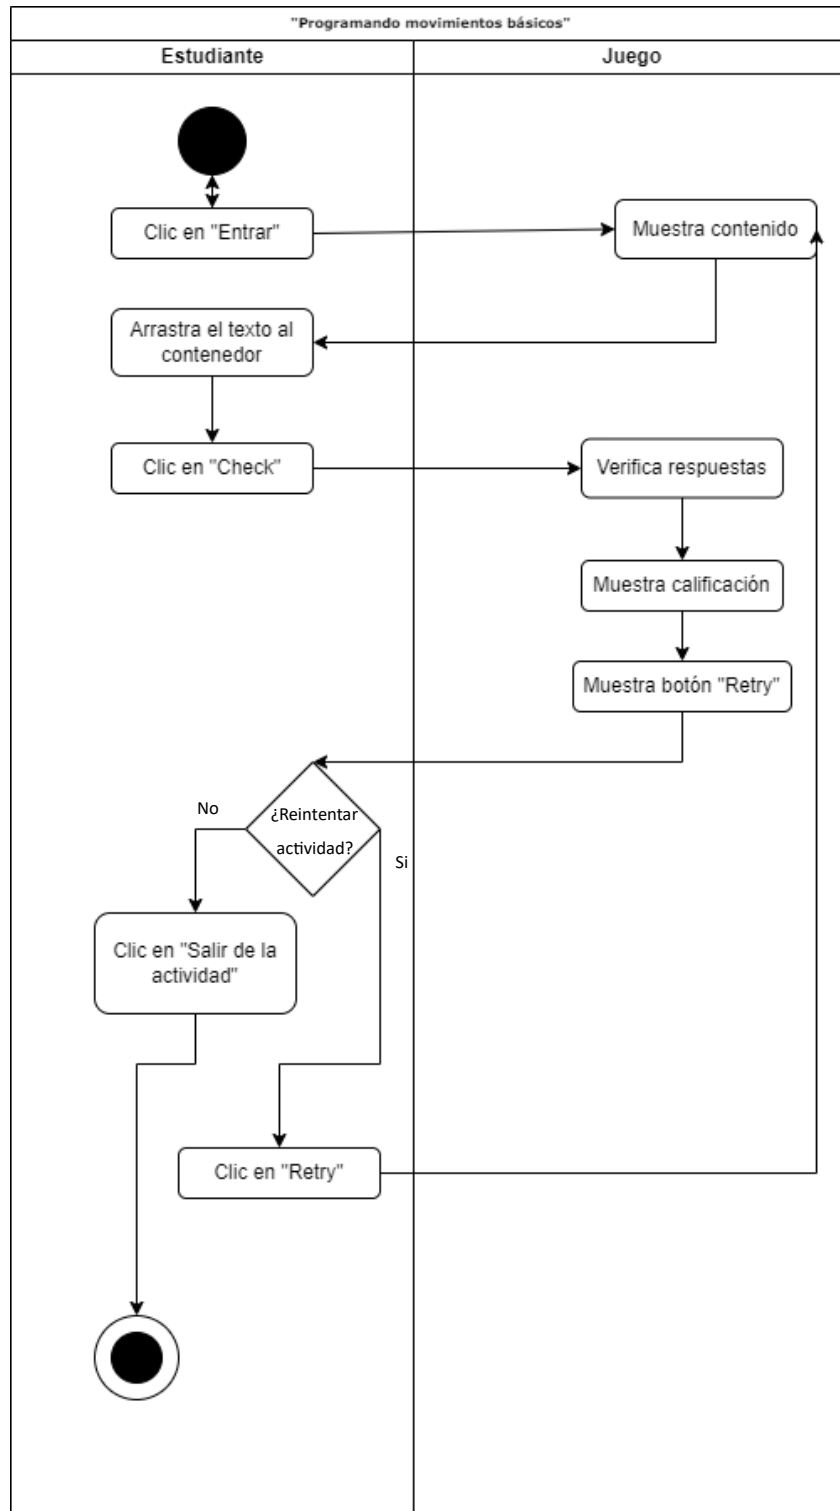 "Programando movimientos básicos"
Estudiante
Juego
Clic en "Entrar"
Muestra contenido
Arrastra el texto al
contenedor
Clic en "Check"
Verifica respuestas
Muestra calificación
Muestra botón "Retry"
No
¿Reintentar
actividad?
Si
Clic en "Salir de la
actividad"
Clic en "Retry"